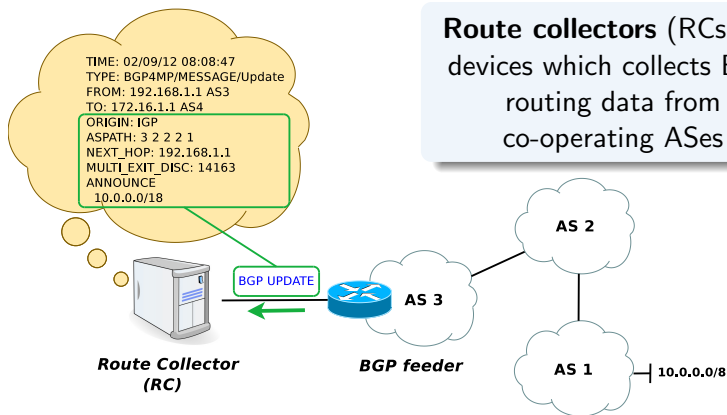 TIME: 02/09/12 08:08:47
TYPE: BGP4MP/MESSAGE/Update
FROM: 192.168.1.1 AS3
TO: 172.16.1.1 AS4
ORIGIN: IGP
ASPATH: 3 2 2 2 1
NEXT_HOP: 192.168.1.1
MULTI_EXIT_DISC: 14163
ANNOUNCE
10.0.0.0/18
Route collectors (RCs
devices which collects
routing data from
co-operating ASes
BGP UPDATE
AS 3
AS 2
AS 1
10.0.0.0/8
Route Collector
(RC)
BGP feeder